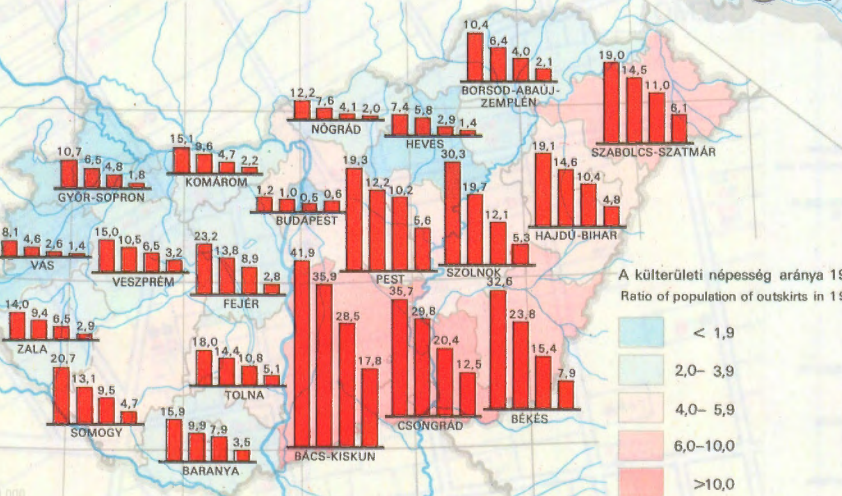 10,4 6,4 4,0 2,1
BORSOD-ABAÚJ-
ZEMPLÉN
19,0 14,5 11,0 6,1
SZABOLCS-SZATMÁR
12,2 7,6 4,1 2,0
NÓGRÁD
7,4 5,8 2,9 1,4
HEVES
10,7 6,5 4,8 1,8
GYŐR-SOPRON
15,1 9,6 4,7 2,2
KOMÁROM
1,2 1,0 0,5 0,6
BUDAPEST
19,3 12,2 10,2 5,6
PEST
30,3 19,7 12,1 5,3
SZOLNOK
19,1 14,6 10,4 4,8
HAJDÚ-BIHAR
8,1 4,6 2,6 1,4
VAS
15,0 10,5 6,5 3,2
VESZPRÉM
23,2 13,8 8,9 2,8
FEJÉR
14,0 9,4 6,5 2,9
ZALA
20,7 13,1 9,5 4,7
SOMOGY
18,0 14,4 10,8 5,1
TOLNA
15,9 9,9 7,9 3,5
BARANYA
41,9 35,9 28,5 17,8
BÁCS-KISKUN
35,7 29,8 20,4 12,5
CSONGRÁD
32,6 23,8 15,4 7,9
BÉKÉS
A külterületi népesség aránya 19
Ratio of population of outskirts in 19
< 1,9
2,0– 3,9
4,0– 5,9
6,0–10,0
>10,0